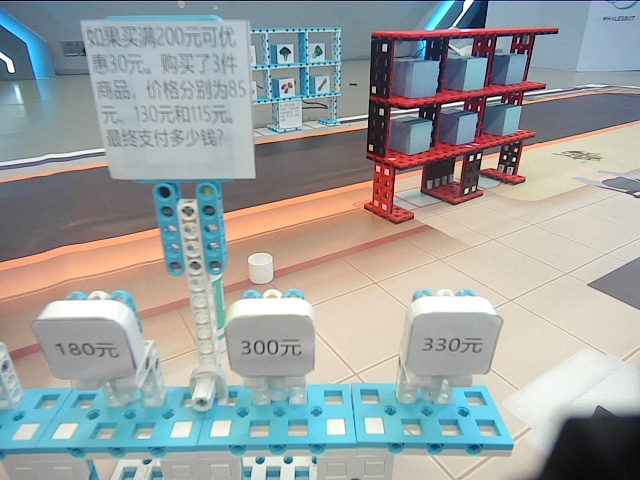 如果买满200元可优
惠30元。购买了3件
商品，价格分别为85
元、130元和115元。
最终支付多少钱?
180元
300元
330元
WHALESBOT